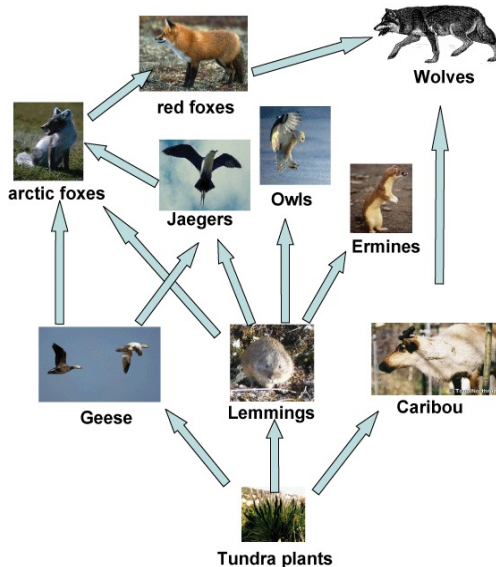 Wolves
red foxes
arctic foxes
Jaegers
Owls
Ermines
Geese
Lemmings
Caribou
Tundra plants